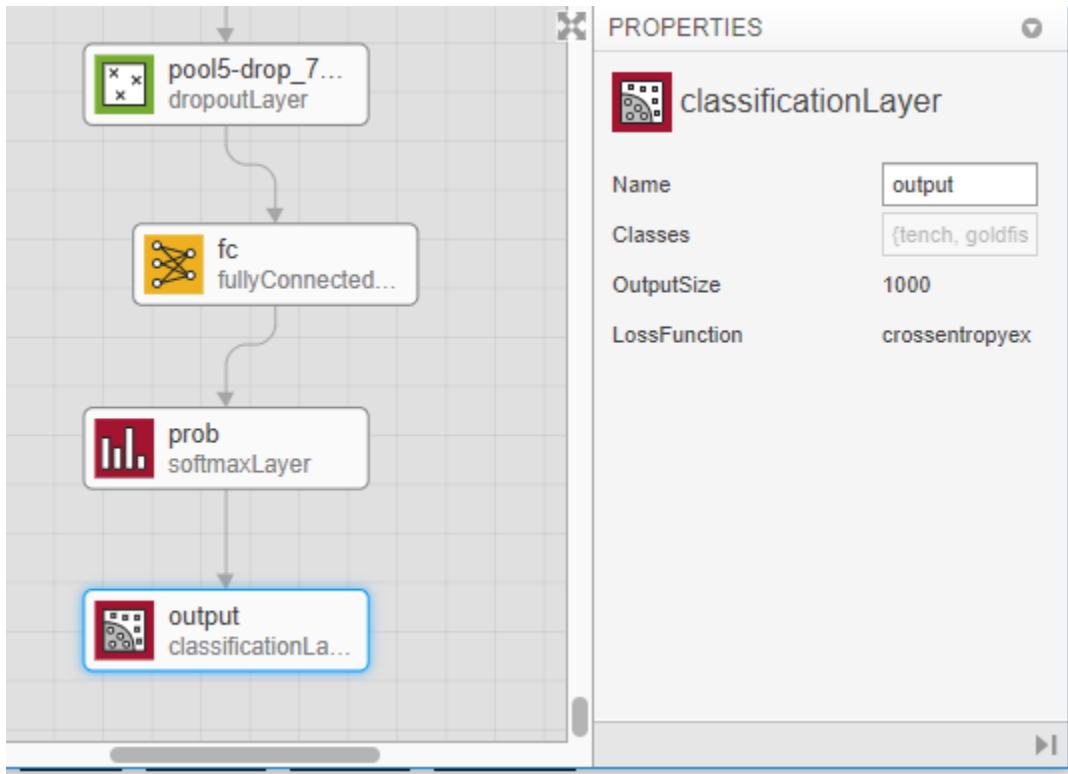 pool5-drop_7...
dropoutLayer
fc
fullyConnected...
prob
softmaxLayer
output
classificationLa...
PROPERTIES
classificationLayer
Name output
Classes {tench, goldfis
OutputSize 1000
LossFunction crossentropyex